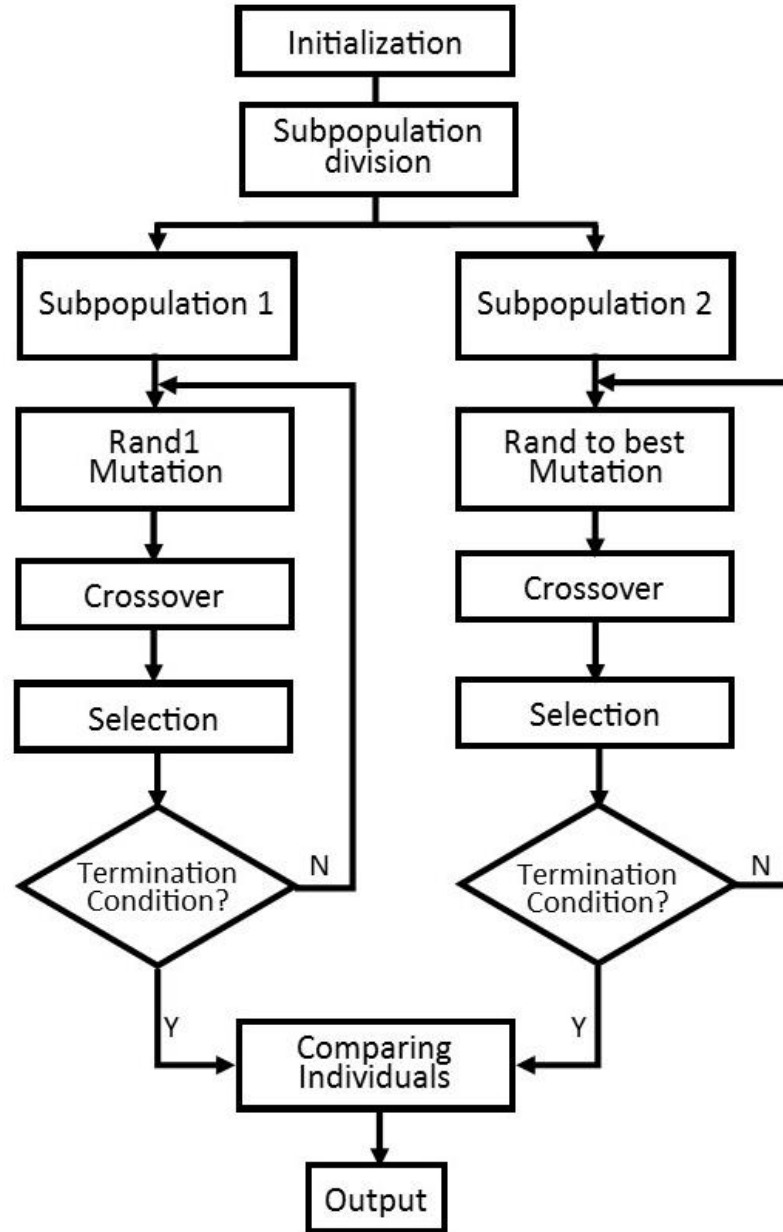 Initialization
Subpopulation
division
Subpopulation 1
Subpopulation 2
Rand1
Mutation
Rand to best
Mutation
Crossover
Crossover
Selection
Selection
Termination
Condition?
N
Termination
Condition?
N
Y
Y
Comparing
Individuals
Output